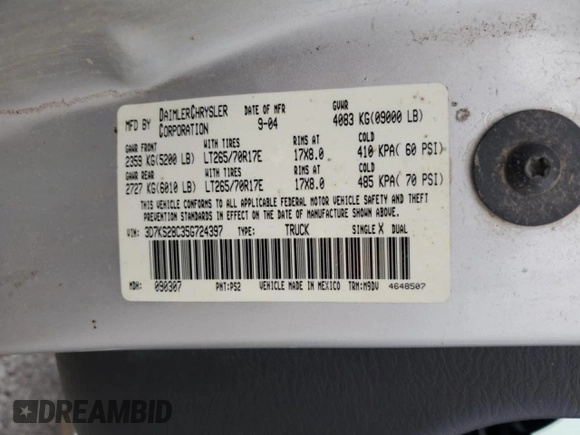 MFD BY DAIMLERCHRYSLER CORPORATION DATE OF MFR 9-04 GVWR 4083 KG(09000 LB)
GAWR FRONT WITH TIRES RIMS AT COLD
2359 KG(5200 LB) LT265/70R17E 17X8.0 410 KPA( 60 PSI)
GAWR REAR WITH TIRES RIMS AT COLD
2727 KG(6010 LB) LT265/70R17E 17X8.0 485 KPA( 70 PSI)
THIS VEHICLE CONFORMS TO ALL APPLICABLE FEDERAL MOTOR VEHICLE SAFETY AND THEFT
PREVENTION STANDARDS IN EFFECT ON THE DATE OF MANUFACTURE SHOWN ABOVE.
VIN: 3D7KS28C35G724397 TYPE: TRUCK SINGLE X DUAL
MDH: 090307 PNT:PS2 VEHICLE MADE IN MEXICO TRM:M9DV 4648507
DREAMBID